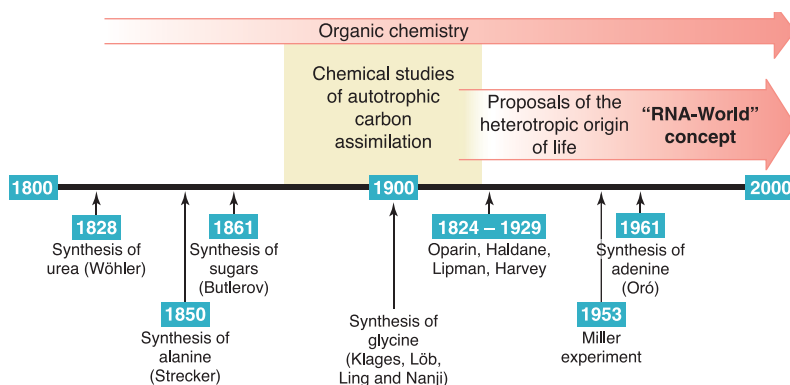 Organic chemistry
Chemical studies
of autotrophic
carbon
assimilation
Proposals of the
heterotropic origin
of life
“RNA-World”
concept
1800
1900
2000
1828
Synthesis of
urea (Wöhler)
1861
Synthesis of
sugars
(Butlerov)
1824 – 1929
Oparin, Haldane,
Lipman, Harvey
1961
Synthesis of
adenine
(Oró)
1850
Synthesis of
alanine
(Strecker)
Synthesis of
glycine
(Klages, Löb,
Ling and Nanji)
1953
Miller
experiment